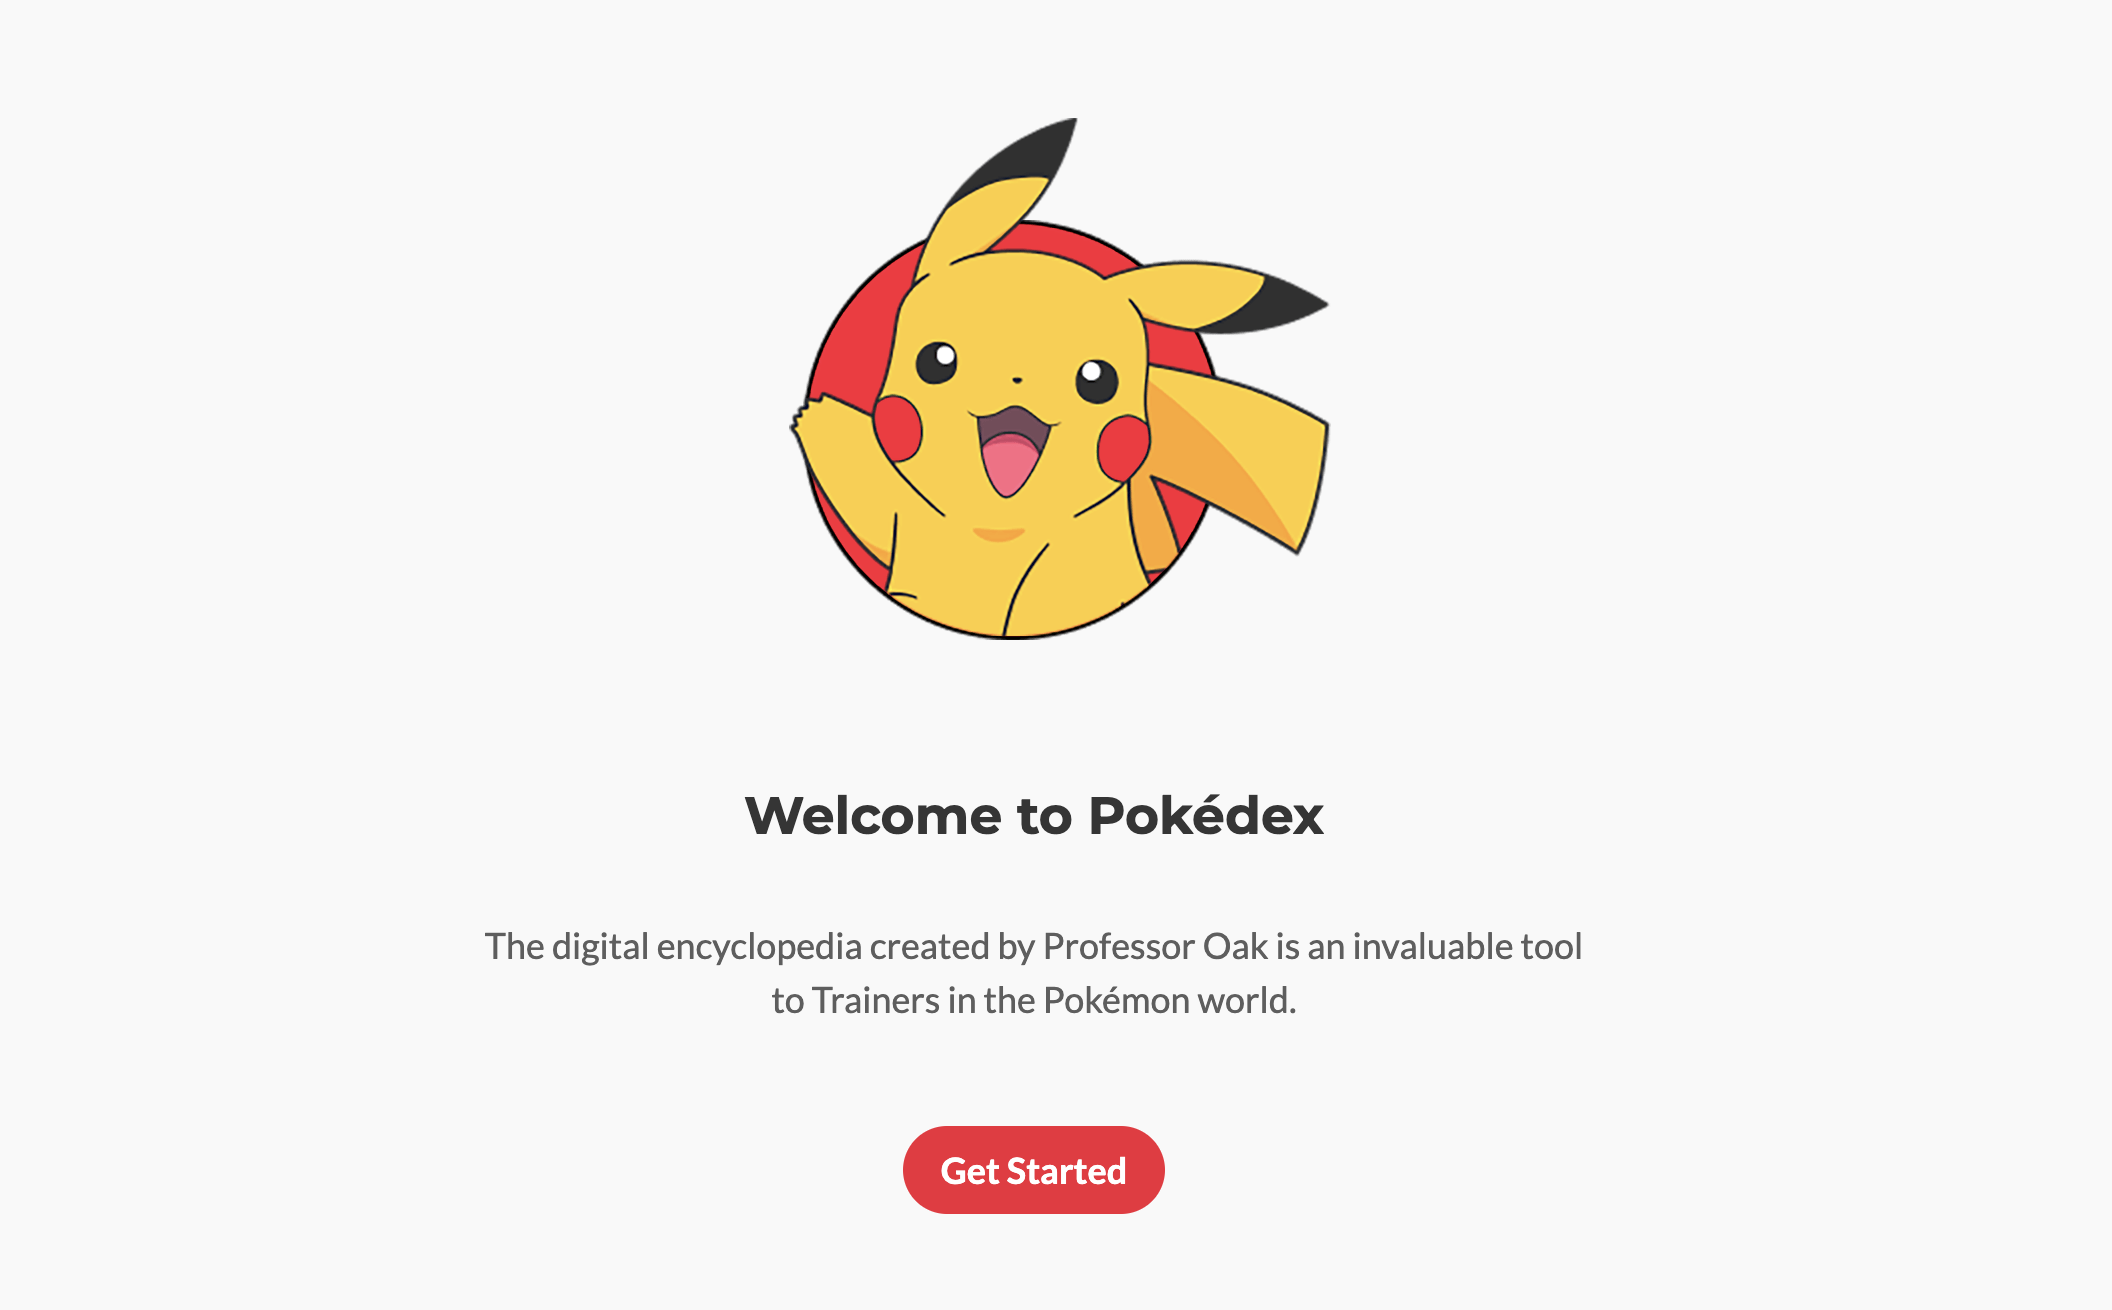 Welcome to Pokédex
The digital encyclopedia created by Professor Oak is an invaluable tool
to Trainers in the Pokémon world.
Get Started